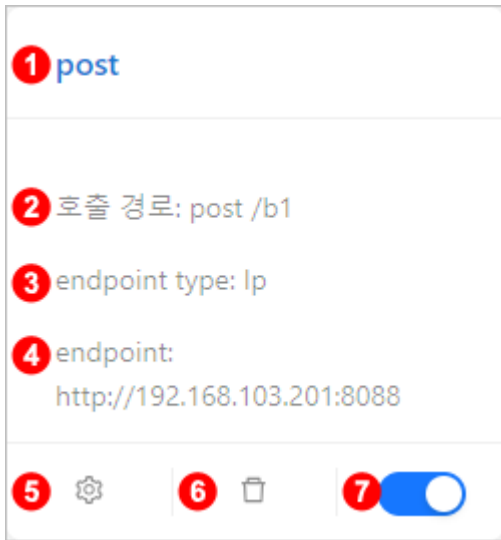 1 post
2 호출 경로: post /b1
3 endpoint type: Ip
4 endpoint:
http://192.168.103.201:8088
5 6 7